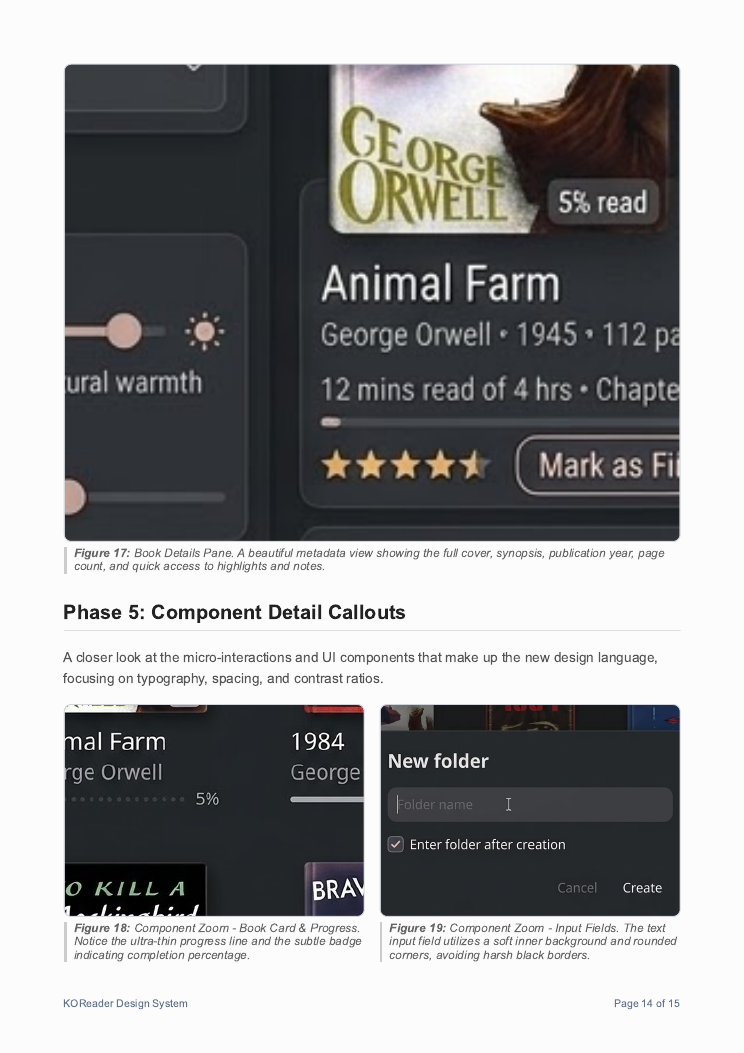 GEORGE
ORWELL
5% read
Animal Farm
George Orwell • 1945 • 112 pa
12 mins read of 4 hrs • Chapte
tural warmth
Mark as Fi
Figure 17: Book Details Pane. A beautiful metadata view showing the full cover, synopsis, publication year, page
count, and quick access to highlights and notes.
Phase 5: Component Detail Callouts
A closer look at the micro-interactions and UI components that make up the new design language,
focusing on typography, spacing, and contrast ratios.
mal Farm
rge Orwell
5%
1984
George
O KILL A
Mockingbird
BRAV
New folder
Folder name
Enter folder after creation
Cancel
Create
Figure 18: Component Zoom - Book Card & Progress.
Notice the ultra-thin progress line and the subtle badge
indicating completion percentage.
Figure 19: Component Zoom - Input Fields. The text
input field utilizes a soft inner background and rounded
corners, avoiding harsh black borders.
KOReader Design System
Page 14 of 15